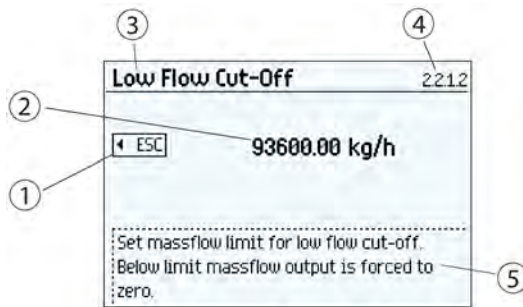 3
4
Low Flow Cut-Off 2.2.1.2
2
ESC 93600.00 kg/h
1
Set massflow limit for low flow cut-off.
Below limit massflow output is forced to
zero.
5